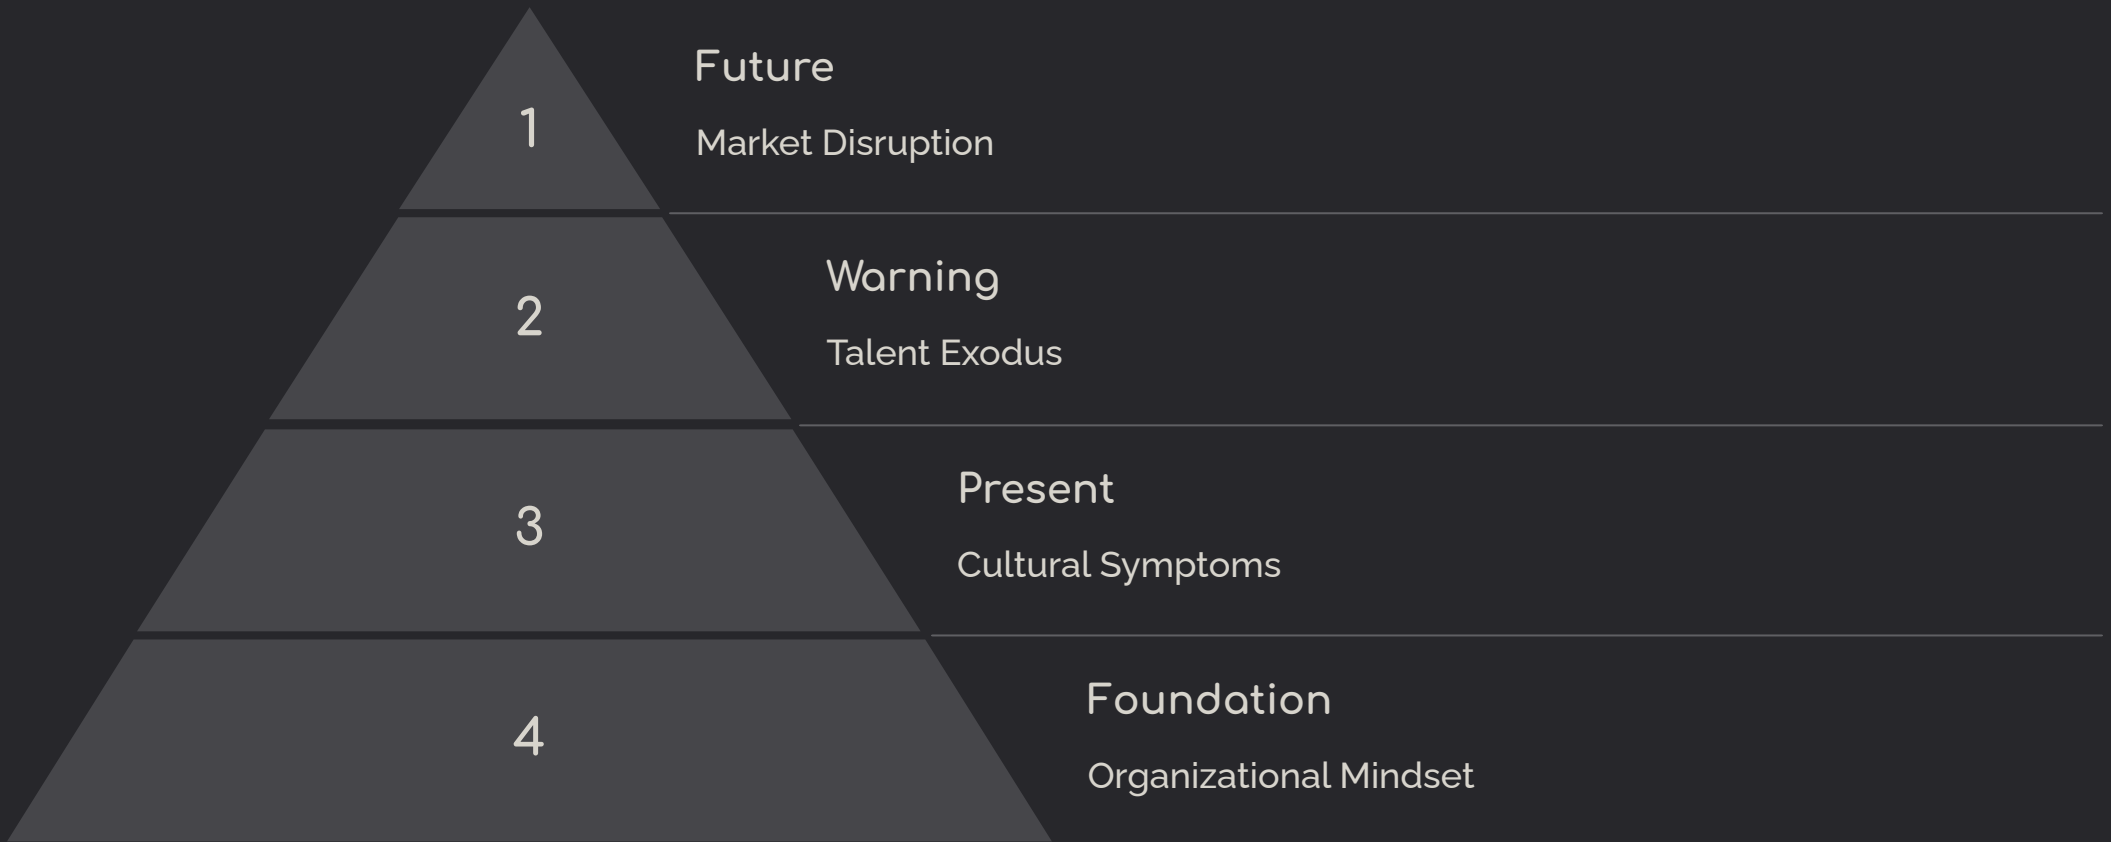 1
Future
Market Disruption
2
Warning
Talent Exodus
3
Present
Cultural Symptoms
4
Foundation
Organizational Mindset